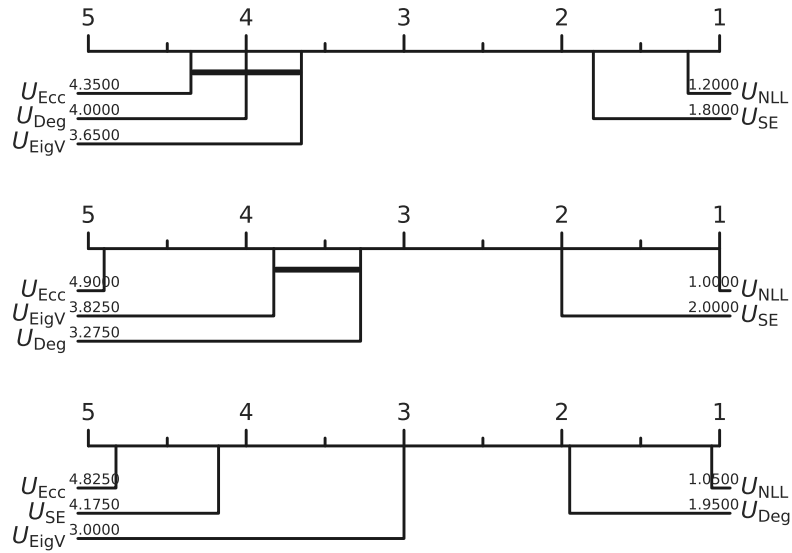 5 4 3 2 1
U_Ecc 4.3500 1.2000 U_NLL
U_Deg 4.0000 1.8000 U_SE
U_EigV 3.6500
5 4 3 2 1
U_Ecc 4.9000 1.0000 U_NLL
U_EigV 3.8250 2.0000 U_SE
U_Deg 3.2750
5 4 3 2 1
U_Ecc 4.8250 1.0500 U_NLL
U_SE 4.1750 1.9500 U_Deg
U_EigV 3.0000